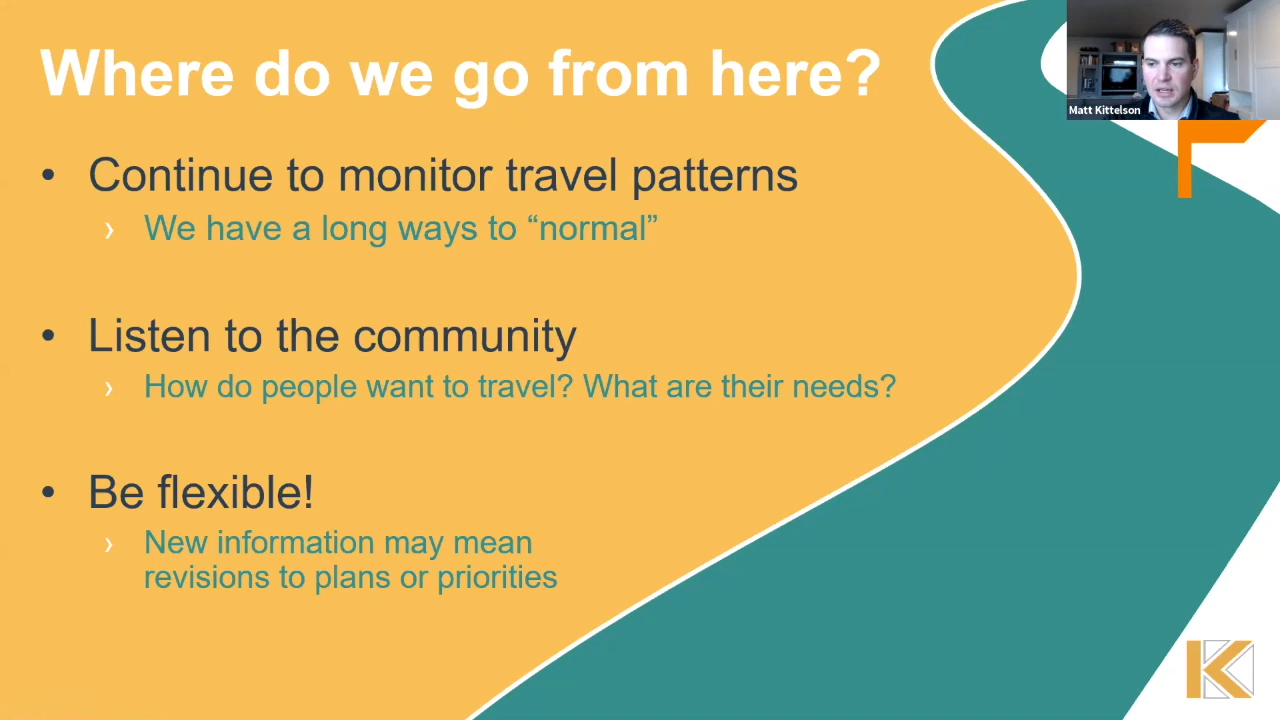 Where do we go from here?
Matt Kittelson
• Continue to monitor travel patterns
› We have a long ways to “normal”
• Listen to the community
› How do people want to travel? What are their needs?
• Be flexible!
› New information may mean
revisions to plans or priorities
K